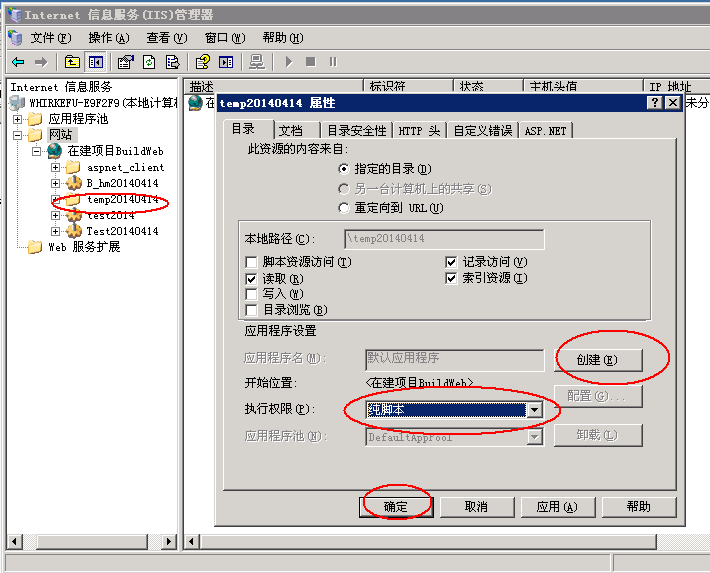 Internet 信息服务(IIS)管理器
文件(F) 操作(A) 查看(V) 窗口(W) 帮助(H)
Internet 信息服务
WHIRKEFU-E9F2F9(本地计算机
应用程序池
网站
在建项目BuildWeb
aspnet_client
B_hm20140414
temp20140414
test2014
Test20140414
Web 服务扩展
描述 标识符 状态 主机头值 IP 地址
在
未分
temp20140414 属性
目录 文档 目录安全性 HTTP 头 自定义错误 ASP.NET
此资源的内容来自:
指定的目录(D)
另一台计算机上的共享(S)
重定向到 URL(U)
本地路径(C): \temp20140414
脚本资源访问(T) 记录访问(V)
读取(R) 索引资源(I)
写入(W)
目录浏览(B)
应用程序设置
应用程序名(M): 默认应用程序 创建(E)
开始位置: <在建项目BuildWeb>
配置(G)...
执行权限(P): 纯脚本
应用程序池(N): DefaultAppPool 卸载(L)
确定 取消 应用(A) 帮助